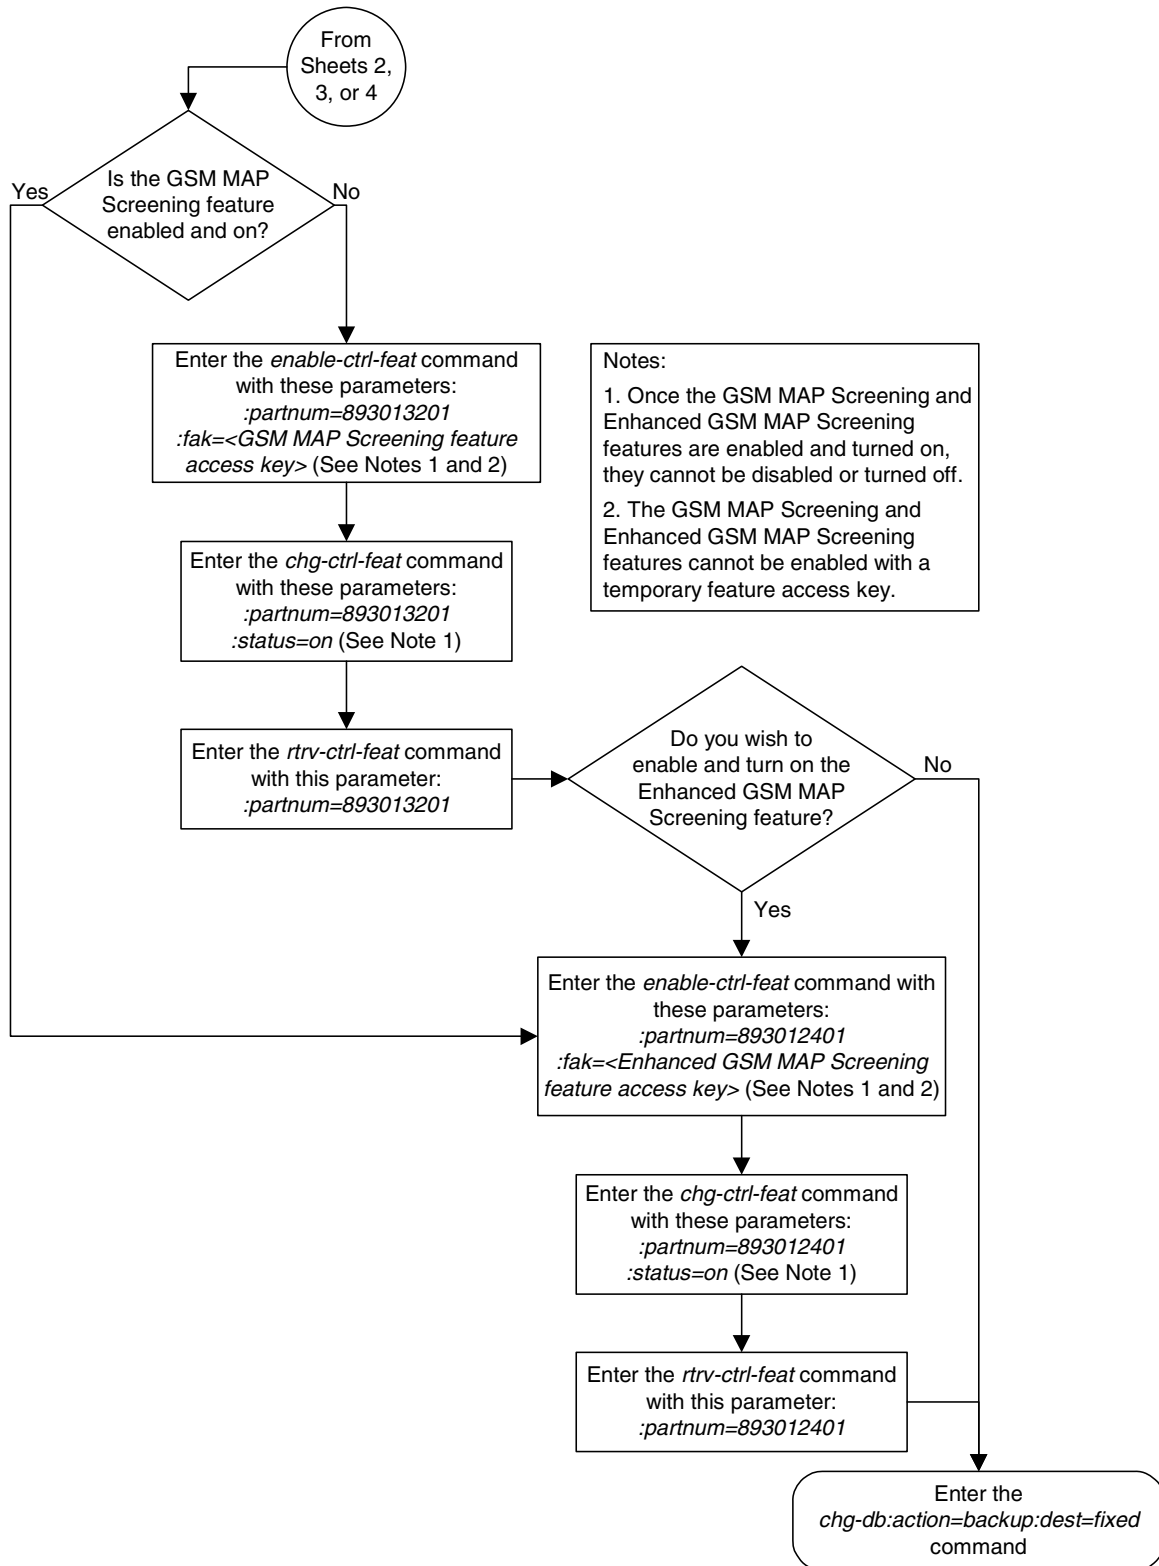 From
Sheets 2,
3, or 4
Is the GSM MAP
Screening feature
enabled and on?
Yes
No
Enter the enable-ctrl-feat command
with these parameters:
:partnum=893013201
:fak=<GSM MAP Screening feature
access key> (See Notes 1 and 2)
Notes:
1. Once the GSM MAP Screening and
Enhanced GSM MAP Screening
features are enabled and turned on,
they cannot be disabled or turned off.
2. The GSM MAP Screening and
Enhanced GSM MAP Screening
features cannot be enabled with a
temporary feature access key.
Enter the chg-ctrl-feat command
with these parameters:
:partnum=893013201
:status=on (See Note 1)
Enter the rtrv-ctrl-feat command
with this parameter:
:partnum=893013201
Do you wish to
enable and turn on the
Enhanced GSM MAP
Screening feature?
No
Yes
Enter the enable-ctrl-feat command with
these parameters:
:partnum=893012401
:fak=<Enhanced GSM MAP Screening
feature access key> (See Notes 1 and 2)
Enter the chg-ctrl-feat command
with these parameters:
:partnum=893012401
:status=on (See Note 1)
Enter the rtrv-ctrl-feat command
with this parameter:
:partnum=893012401
Enter the
chg-db:action=backup:dest=fixed
command